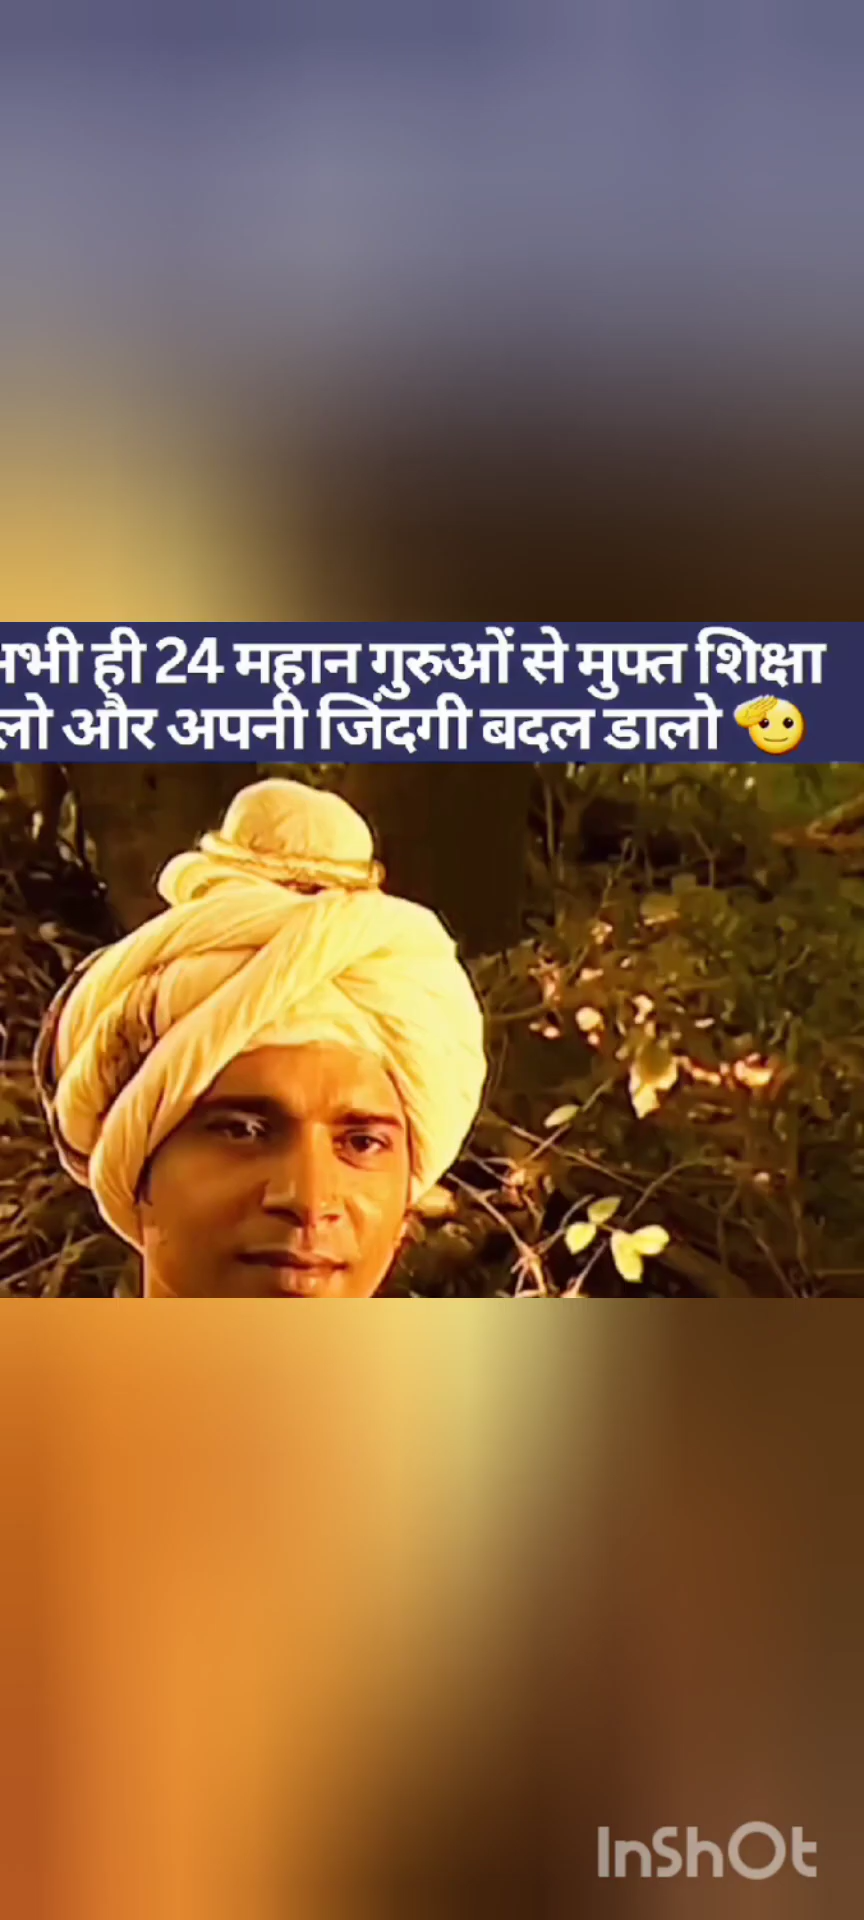 भी ही 24 महान गुरुओं से मुफ्त शिक्षा
लो और अपनी जिंदगी बदल डालो 🫡
InShOt